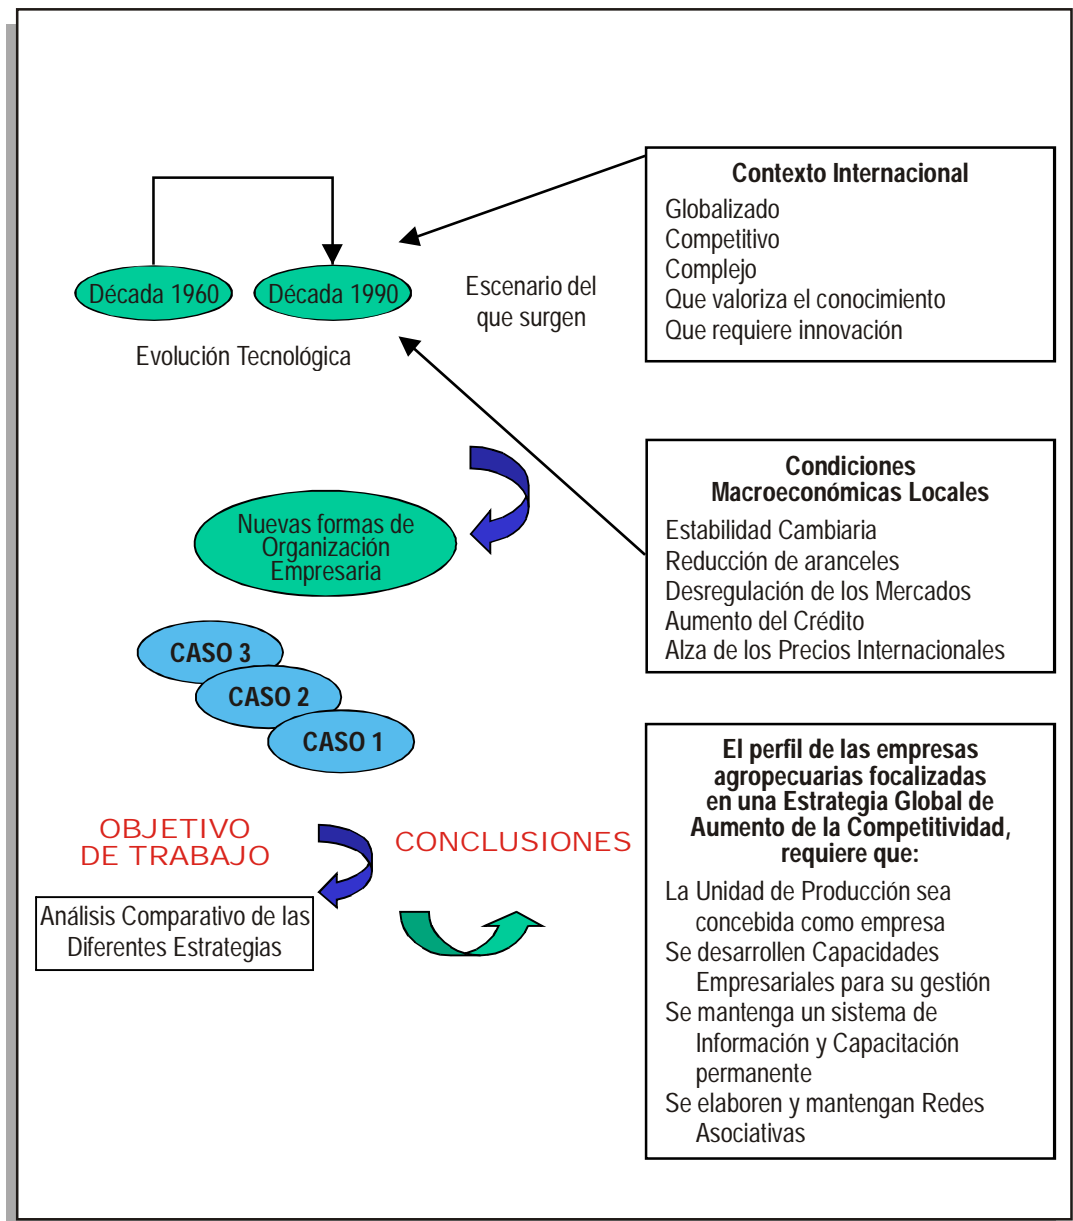 Contexto Internacional
Globalizado
Competitivo
Complejo
Que valoriza el conocimiento
Que requiere innovación
Década 1960
Década 1990
Escenario del
que surgen
Evolución Tecnológica
Condiciones
Macroeconómicas Locales
Estabilidad Cambiaria
Reducción de aranceles
Desregulación de los Mercados
Aumento del Crédito
Alza de los Precios Internacionales
Nuevas formas de
Organización
Empresaria
CASO 3
CASO 2
CASO 1
OBJETIVO
DE TRABAJO
CONCLUSIONES
Análisis Comparativo de las
Diferentes Estrategias
El perfil de las empresas
agropecuarias focalizadas
en una Estrategia Global de
Aumento de la Competitividad,
requiere que:
La Unidad de Producción sea
concebida como empresa
Se desarrollen Capacidades
Empresariales para su gestión
Se mantenga un sistema de
Información y Capacitación
permanente
Se elaboren y mantengan Redes
Asociativas